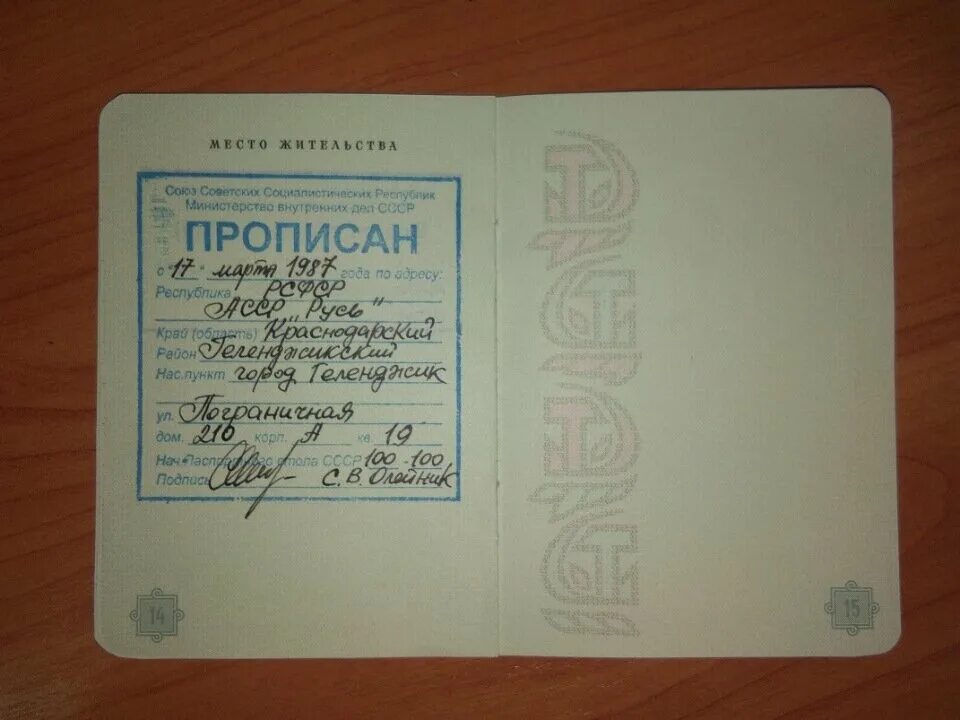 МЕСТО ЖИТЕЛЬСТВА
Союз Советских Социалистических Республик
Министерство внутренних дел СССР
ПРОПИСАН
с "17" марта 1987 года по адресу:
Республика РСФСР
АССР „Русь"
Край (область) Краснодарский
Район Геленджикский
Нас.пункт город Геленджик
ул. Пограничная
дом. 210 корп. А кв. 19
Нач. Паспортного стола СССР 100-100
Подпись С. В. Олейник
14
15